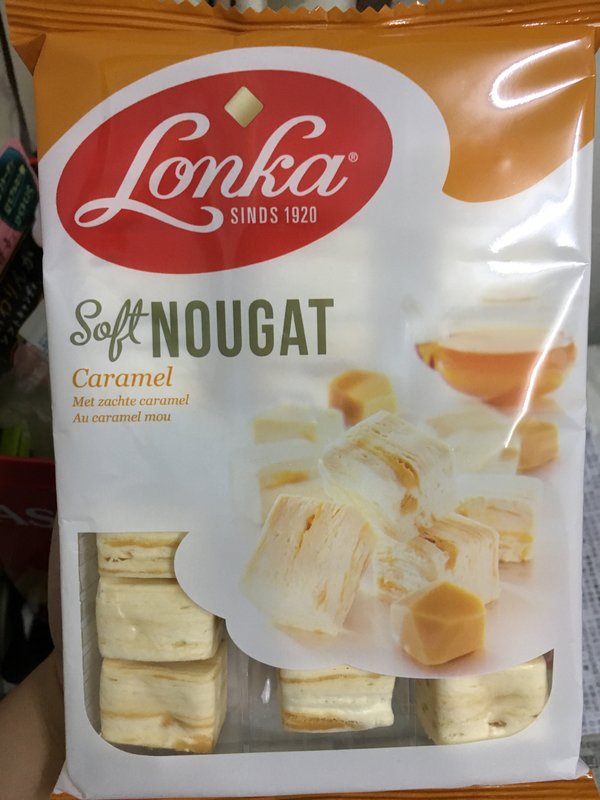 Lonka®
SINDS 1920
Soft NOUGAT
Caramel
Met zachte caramel
Au caramel mou